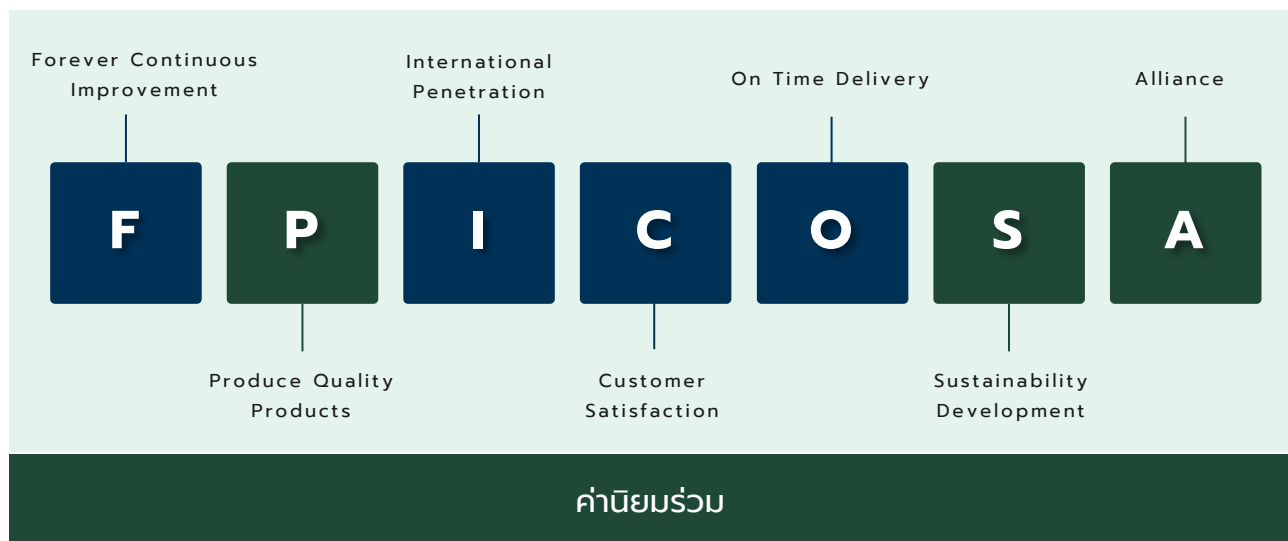 Forever Continuous
Improvement
International
Penetration
On Time Delivery
Alliance
F
P
I
C
O
S
A
Produce Quality
Products
Customer
Satisfaction
Sustainability
Development
ค่านิยมร่วม